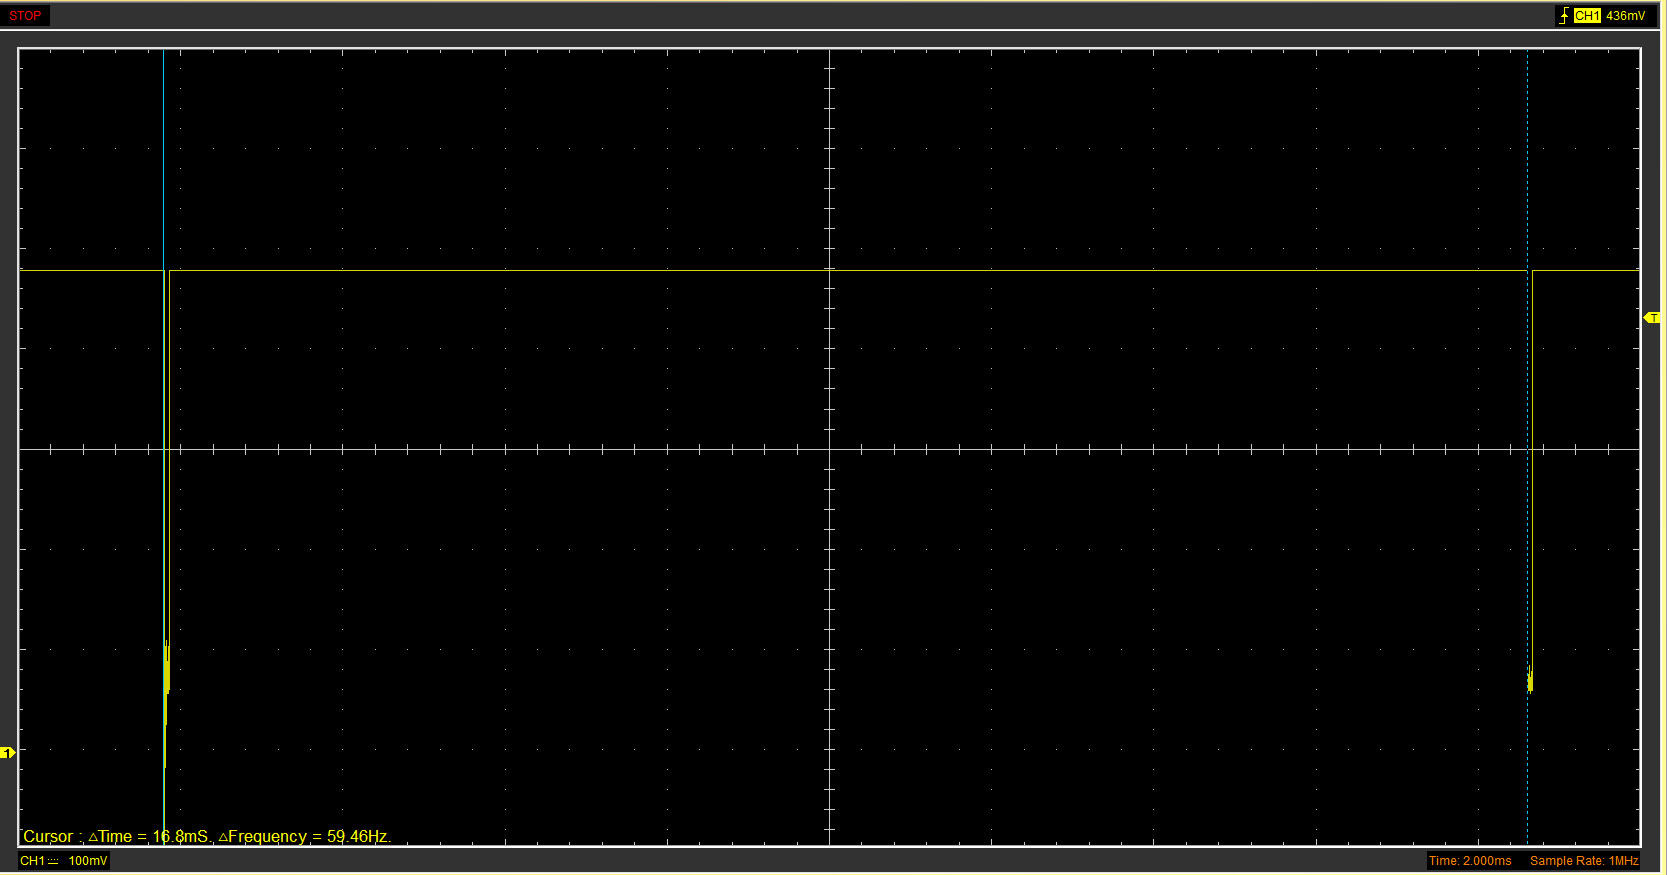 STOP
CH1 436mV
T
1
Cursor : △Time = 16.8mS. △Frequency = 59.46Hz.
CH1 100mV
Time: 2.000ms Sample Rate: 1MHz